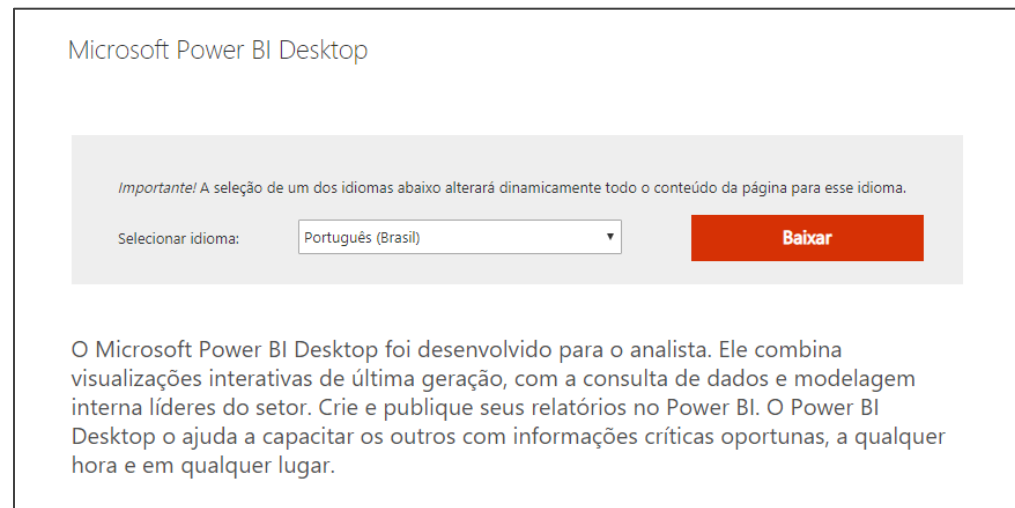 Microsoft Power BI Desktop
Importante! A seleção de um dos idiomas abaixo alterará dinamicamente todo o conteúdo da página para esse idioma.
Selecionar idioma: Português (Brasil) Baixar
O Microsoft Power BI Desktop foi desenvolvido para o analista. Ele combina
visualizações interativas de última geração, com a consulta de dados e modelagem
interna líderes do setor. Crie e publique seus relatórios no Power BI. O Power BI
Desktop o ajuda a capacitar os outros com informações críticas oportunas, a qualquer
hora e em qualquer lugar.